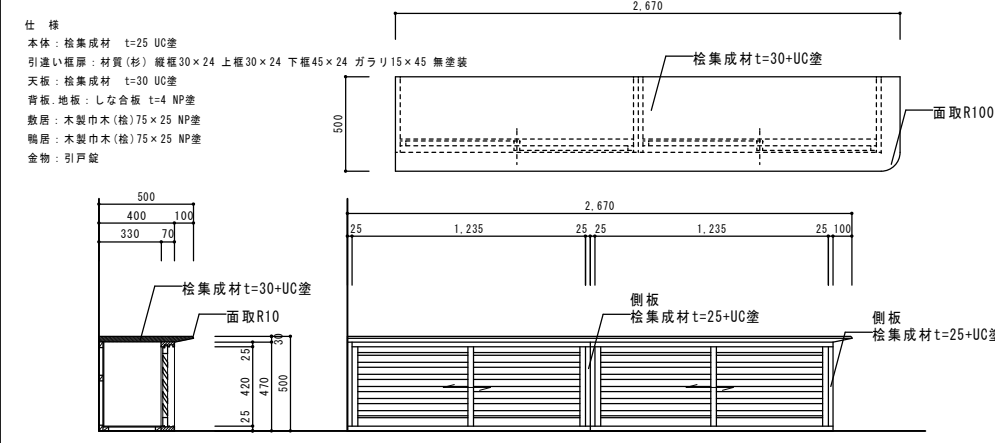 仕 様
本体：桧集成材 t=25 UC塗
引違い框扉：材質(杉) 縦框30×24 上框30×24 下框45×24 ガラリ15×45 無塗装
天板：桧集成材 t=30 UC塗
背板.地板：しな合板 t=4 NP塗
敷居：木製巾木(桧)75×25 NP塗
鴨居：木製巾木(桧)75×25 NP塗
金物：引戸錠
2,670
桧集成材t=30+UC塗
面取R100
500
500
400 100
330 70
桧集成材t=30+UC塗
面取R10
30
25
420
25
470
500
2,670
25 1,235 25 25 1,235 25 100
側板
桧集成材t=25+UC塗
側板
桧集成材t=25+UC塗